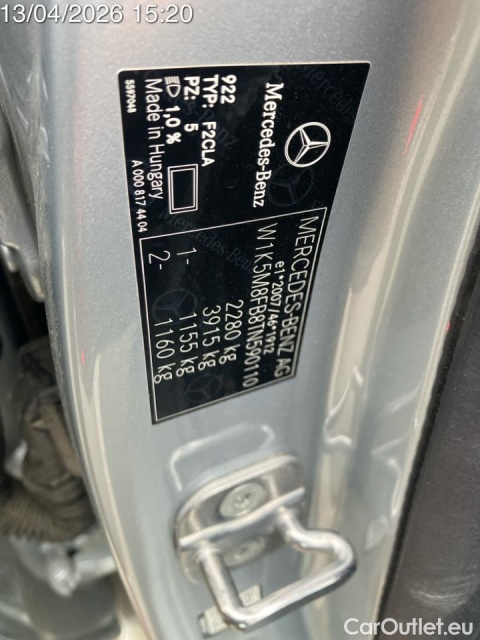 13/04/2026 15:20
Mercedes-Benz
922
TYP: F2CLA
PZ: 5
1,0 %
Made in Hungary
5597048
A 000 817 44 04
MERCEDES-BENZ AG
e1*2007/46*1912
W1K5M8FB8TN590110
2280 kg
3915 kg
1- 1155 kg
2- 1160 kg
CarOutlet.eu